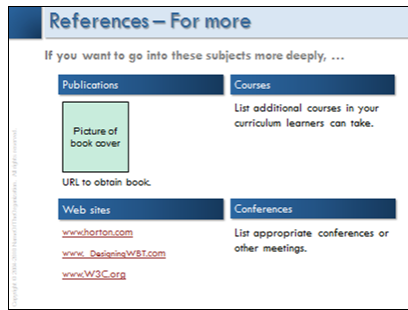 References – For more
If you want to go into these subjects more deeply, …
Publications
Picture of
book cover
URL to obtain book.
Courses
List additional courses in your
curriculum learners can take.
Web sites
www.horton.com
www. DesigningWBT.com
www.W3C.org
Conferences
List appropriate conferences or
other meetings.